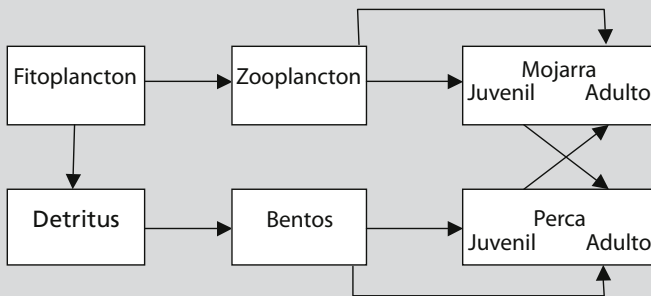 Fitoplancton
Zooplancton
Mojarra
Juvenil Adulto
Detritus
Bentos
Perca
Juvenil Adulto